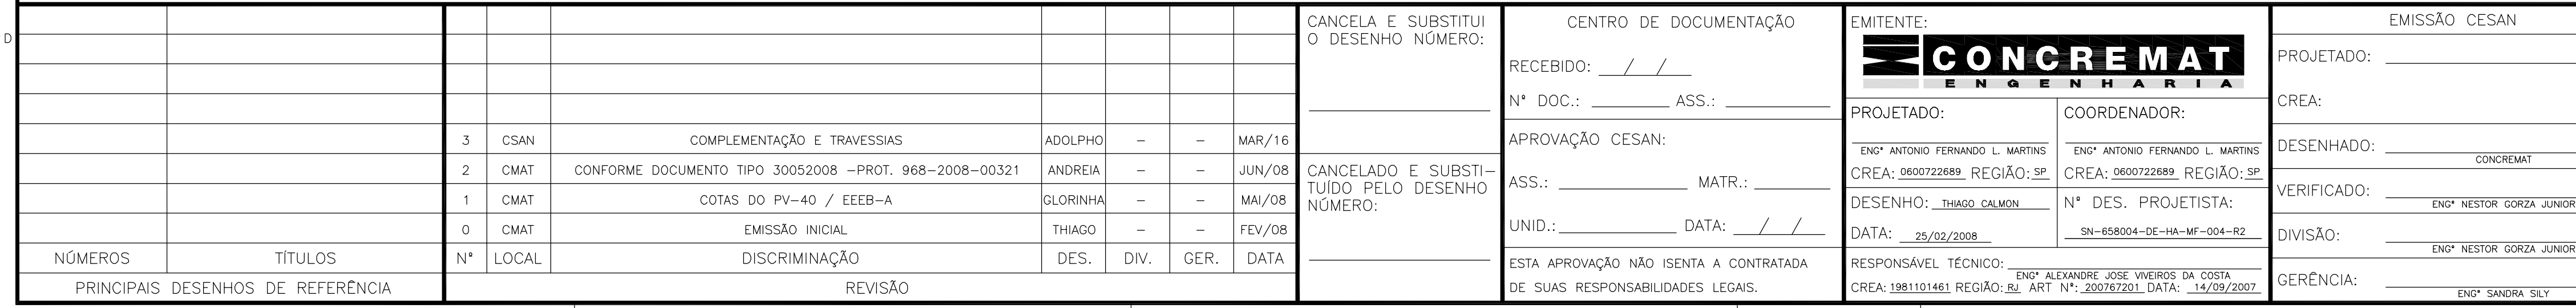 D
NÚMEROS TÍTULOS
PRINCIPAIS DESENHOS DE REFERÊNCIA
3 CSAN COMPLEMENTAÇÃO E TRAVESSIAS ADOLPHO – – MAR/16
2 CMAT CONFORME DOCUMENTO TIPO 30052008 –PROT. 968–2008–00321 ANDREIA – – JUN/08
1 CMAT COTAS DO PV–40 / EEEB–A GLORINHA – – MAI/08
0 CMAT EMISSÃO INICIAL THIAGO – – FEV/08
Nº LOCAL DISCRIMINAÇÃO DES. DIV. GER. DATA
REVISÃO
CANCELA E SUBSTITUI
O DESENHO NÚMERO:
CANCELADO E SUBSTI–
TUÍDO PELO DESENHO
NÚMERO:
CENTRO DE DOCUMENTAÇÃO
RECEBIDO: / /
Nº DOC.: ASS.:
APROVAÇÃO CESAN:
ASS.: MATR.:
UNID.: DATA: / /
ESTA APROVAÇÃO NÃO ISENTA A CONTRATADA
DE SUAS RESPONSABILIDADES LEGAIS.
EMITENTE:
CONCREMAT
ENGENHARIA
PROJETADO:
ENGº ANTONIO FERNANDO L. MARTINS
CREA: 0600722689 REGIÃO: SP
COORDENADOR:
ENGº ANTONIO FERNANDO L. MARTINS
CREA: 0600722689 REGIÃO: SP
DESENHO: THIAGO CALMON
DATA: 25/02/2008
Nº DES. PROJETISTA:
SN–658004–DE–HA–MF–004–R2
RESPONSÁVEL TÉCNICO:
ENGº ALEXANDRE JOSE VIVEIROS DA COSTA
CREA: 1981101461 REGIÃO: RJ ART Nº: 200767201 DATA: 14/09/2007
EMISSÃO CESAN
PROJETADO:
CREA:
DESENHADO:
CONCREMAT
VERIFICADO:
ENGº NESTOR GORZA JUNIOR
DIVISÃO:
ENGº NESTOR GORZA JUNIOR
GERÊNCIA:
ENGº SANDRA SILY